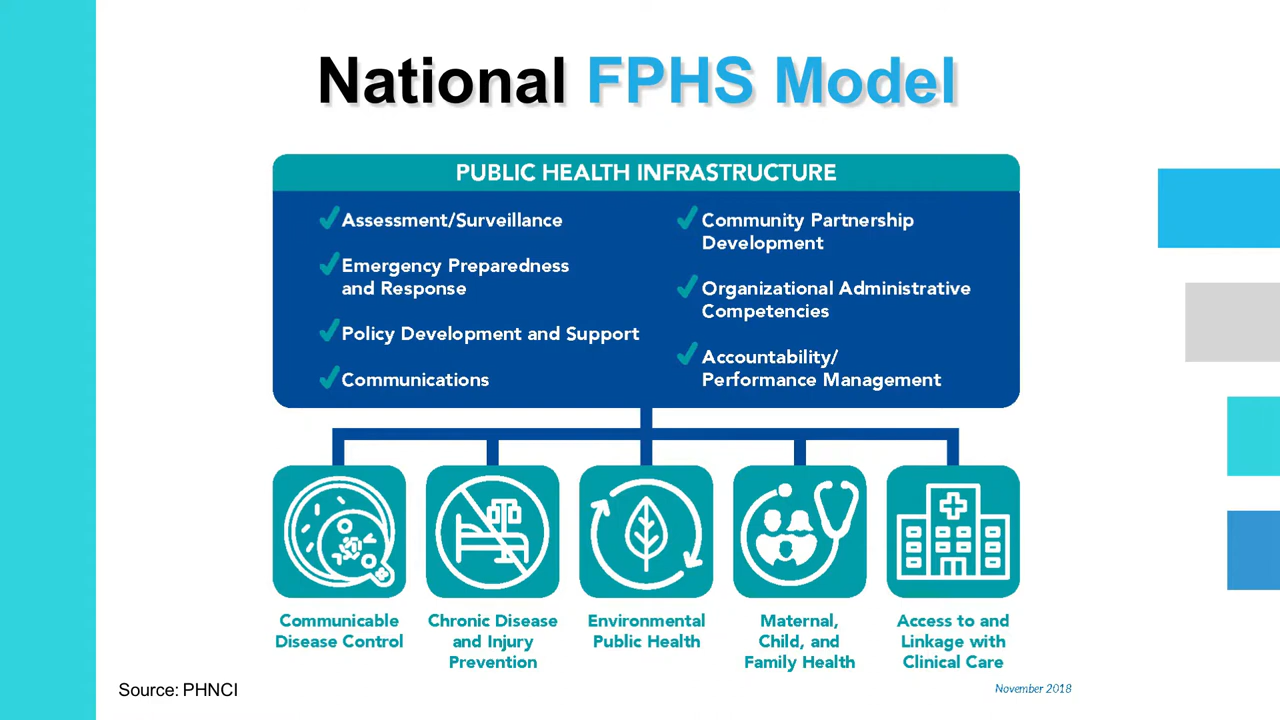 National FPHS Model
PUBLIC HEALTH INFRASTRUCTURE
Assessment/Surveillance
Emergency Preparedness
and Response
Policy Development and Support
Communications
Community Partnership
Development
Organizational Administrative
Competencies
Accountability/
Performance Management
Communicable
Disease Control
Chronic Disease
and Injury
Prevention
Environmental
Public Health
Maternal,
Child, and
Family Health
Access to and
Linkage with
Clinical Care
Source: PHNCI
November 2018